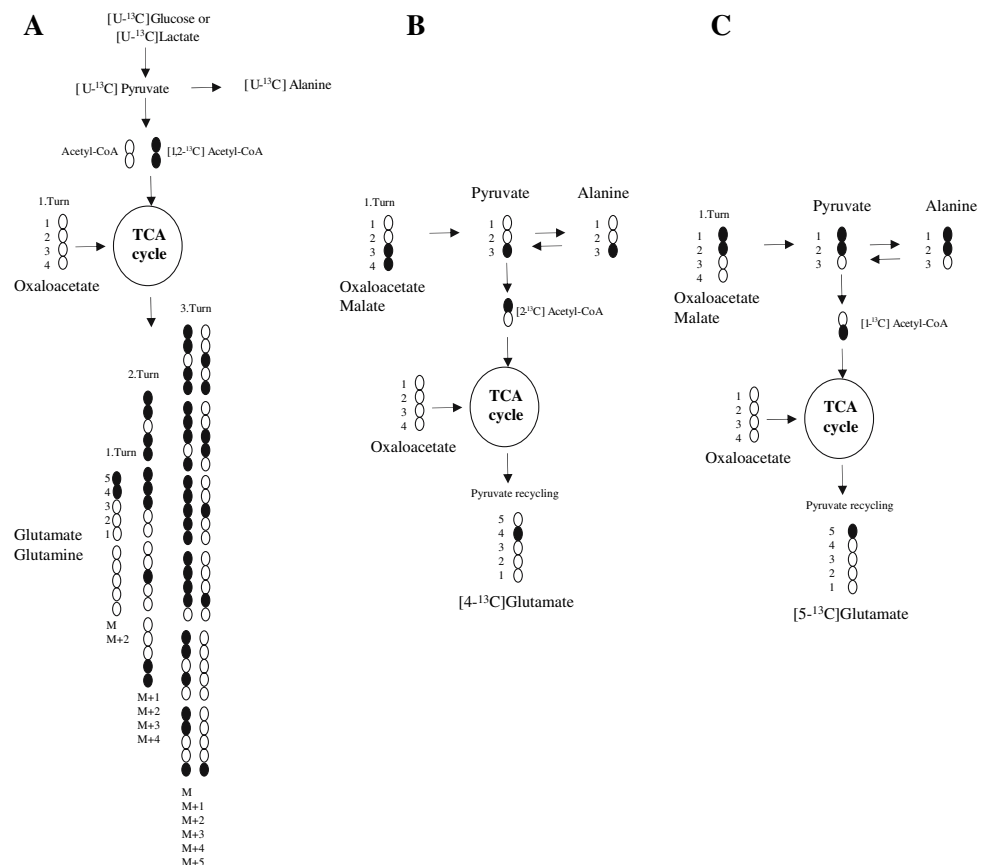 A
[U-¹³C]Glucose or
[U-¹³C]Lactate
[U-¹³C] Pyruvate
[U-¹³C] Alanine
Acetyl-CoA
[1,2-¹³C] Acetyl-CoA
1.Turn
1
2
3
4
Oxaloacetate
TCA
cycle
3.Turn
2.Turn
1.Turn
5
4
3
2
1
Glutamate
Glutamine
M
M+2
M+1
M+2
M+3
M+4
M
M+1
M+2
M+3
M+4
M+5
B
1.Turn
1
2
3
4
Oxaloacetate
Malate
Pyruvate
1
2
3
Alanine
1
2
3
[2-¹³C] Acetyl-CoA
1
2
3
4
Oxaloacetate
TCA
cycle
Pyruvate recycling
5
4
3
2
1
[4-¹³C]Glutamate
C
1.Turn
1
2
3
4
Oxaloacetate
Malate
Pyruvate
1
2
3
Alanine
1
2
3
[1-¹³C] Acetyl-CoA
1
2
3
4
Oxaloacetate
TCA
cycle
Pyruvate recycling
5
4
3
2
1
[5-¹³C]Glutamate